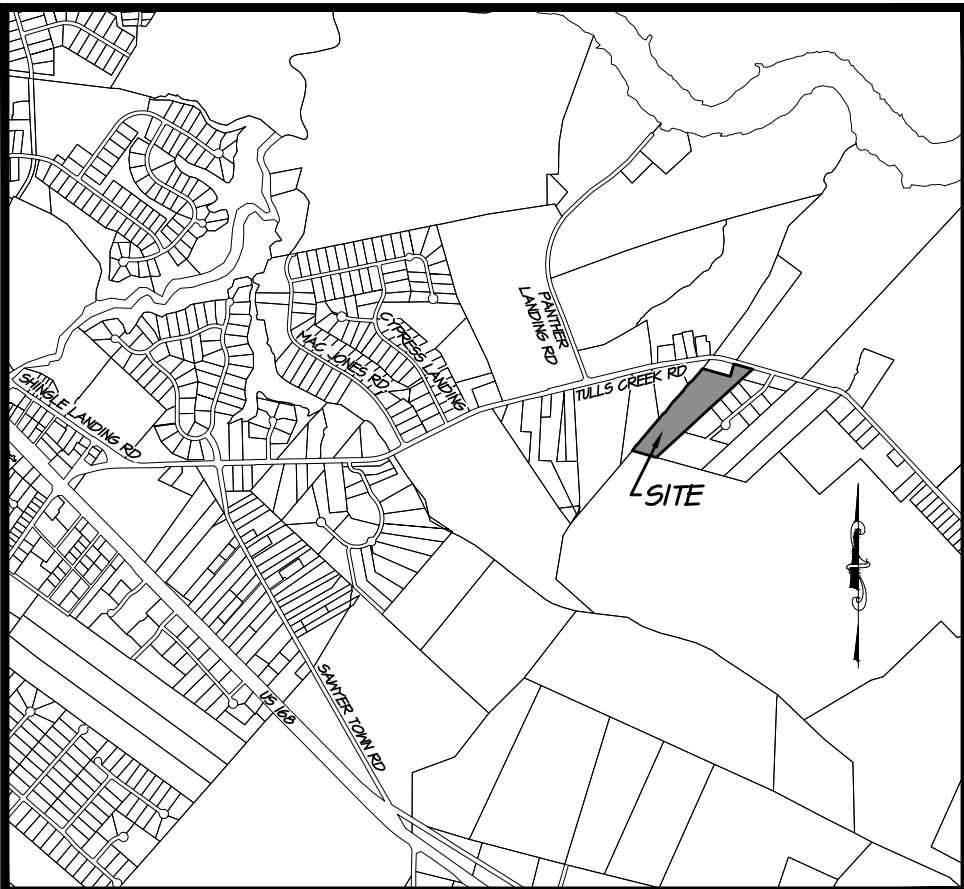 PANTHER
LANDING RD
CYPRESS LANDING
MAC JONES RD
TULLS CREEK RD
SHINGLE LANDING RD
SITE
SAWYER TOWN RD
US 168